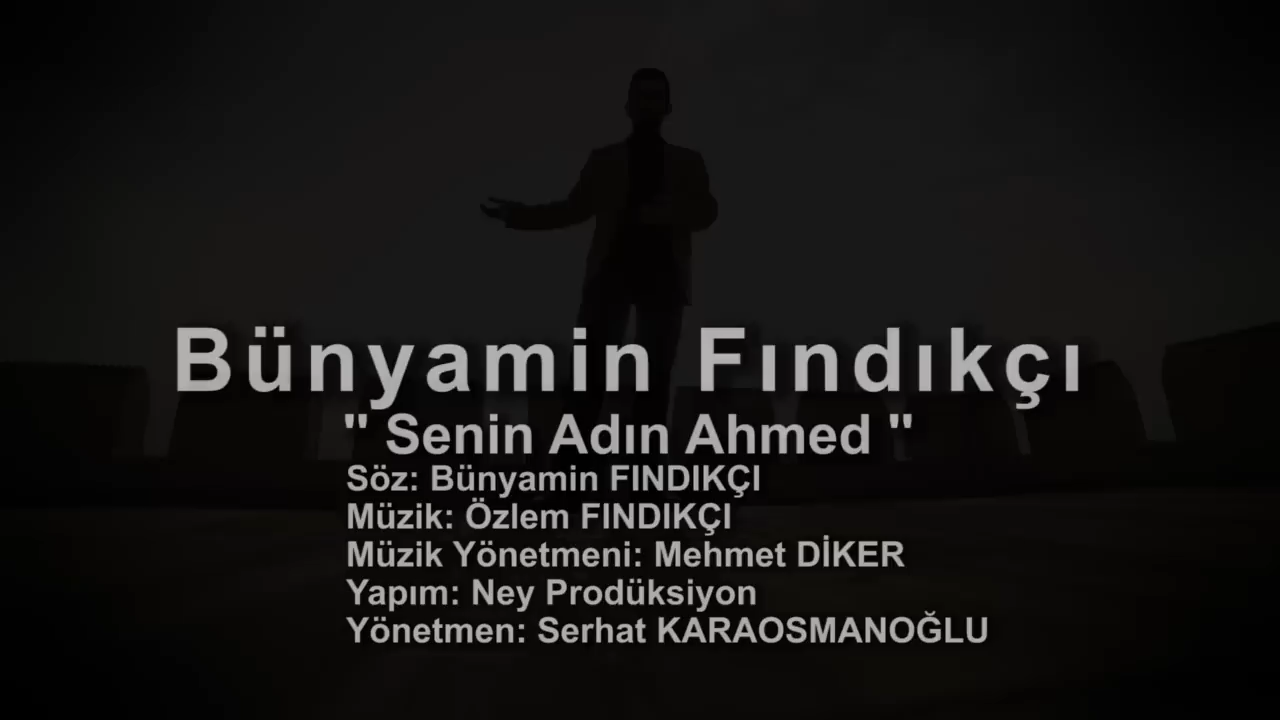 Bünyamin Fındıkçı
" Senin Adın Ahmed "
Söz: Bünyamin FINDIKÇI
Müzik: Özlem FINDIKÇI
Müzik Yönetmeni: Mehmet DİKER
Yapım: Ney Prodüksiyon
Yönetmen: Serhat KARAOSMANOĞLU